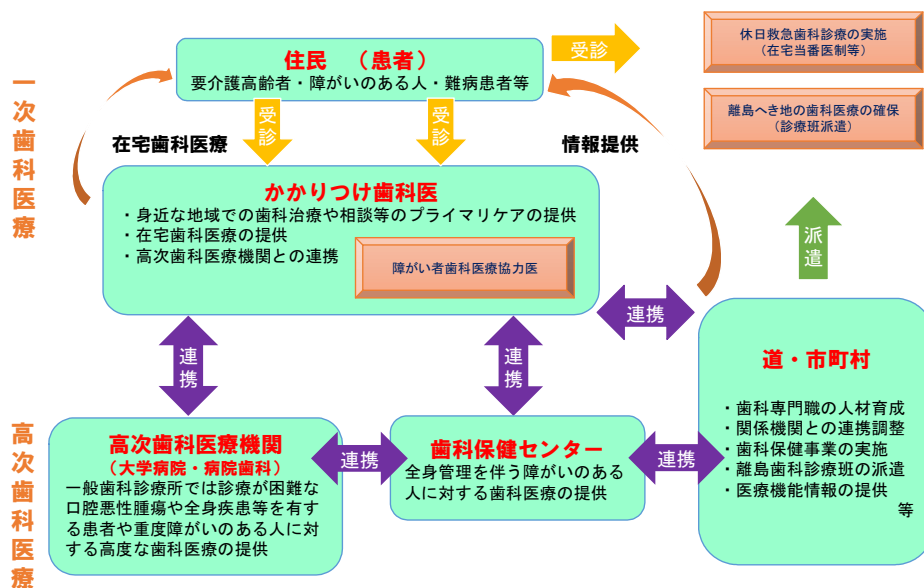 一次歯科医療
住民　（患者）
要介護高齢者・障がいのある人・難病患者等
受診
休日救急歯科診療の実施
（在宅当番医制等）
離島へき地の歯科医療の確保
（診療班派遣）
受診
受診
在宅歯科医療
情報提供
かかりつけ歯科医
・身近な地域での歯科治療や相談等のプライマリケアの提供
・在宅歯科医療の提供
・高次歯科医療機関との連携
障がい者歯科医療協力医
派遣
連携
連携
連携
道・市町村
・歯科専門職の人材育成
・関係機関との連携調整
・歯科保健事業の実施
・離島歯科診療班の派遣
・医療機能情報の提供
等
高次歯科医療
高次歯科医療機関
（大学病院・病院歯科）
一般歯科診療所では診療が困難な
口腔悪性腫瘍や全身疾患等を有す
る患者や重度障がいのある人に対
する高度な歯科医療の提供
連携
歯科保健センター
全身管理を伴う障がいのある
人に対する歯科医療の提供
連携